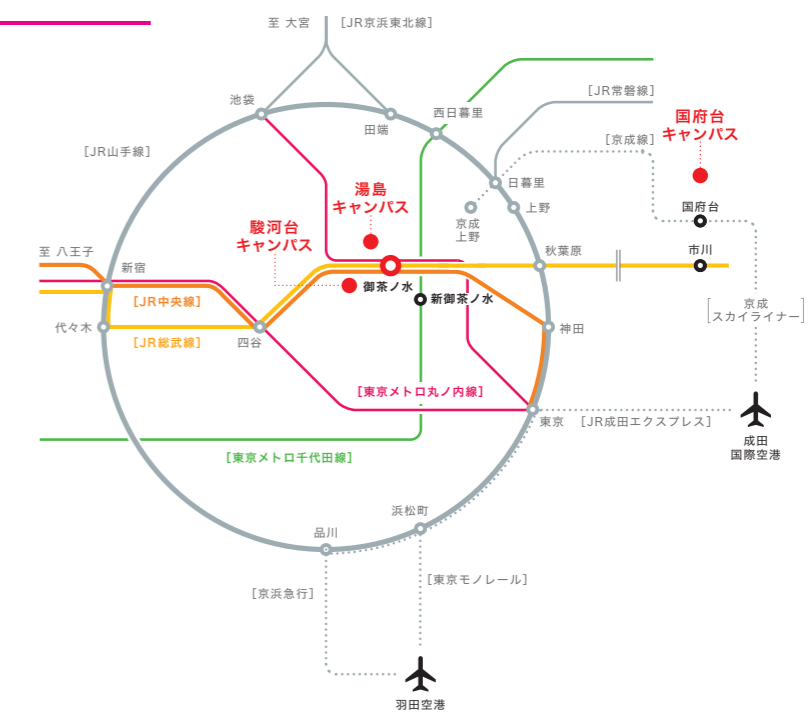 至 大宮
［JR京浜東北線］
池袋
田端
西日暮里
［JR常磐線］
国府台
キャンパス
［京成線］
［JR山手線］
日暮里
湯島
キャンパス
京成
上野
上野
国府台
駿河台
キャンパス
至 八王子
新宿
秋葉原
市川
御茶ノ水
新御茶ノ水
［JR中央線］
京成
［スカイライナー］
代々木
［JR総武線］
四谷
神田
［東京メトロ丸ノ内線］
東京
［JR成田エクスプレス］
成田
国際空港
［東京メトロ千代田線］
浜松町
品川
［東京モノレール］
［京浜急行］
羽田空港